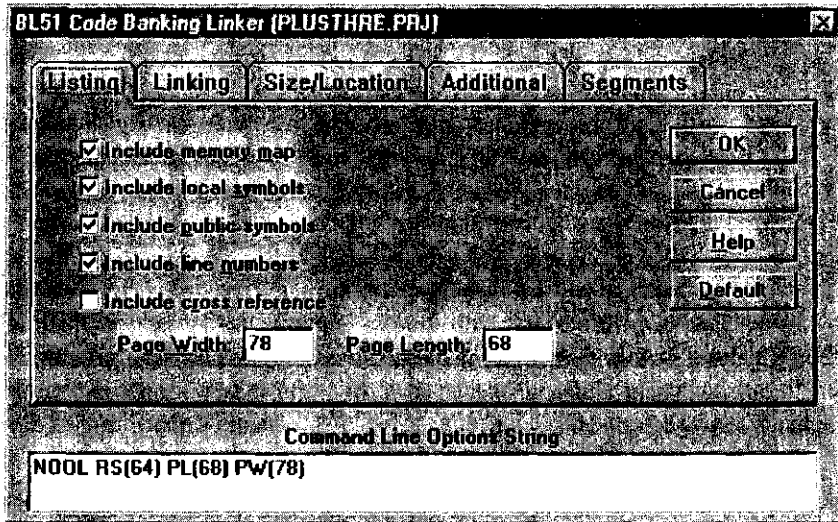 BL51 Code Banking Linker (PLUSTHRE.PRJ)
Listing Linking Size/Location Additional Segments
Include memory map
Include local symbols
Include public symbols
Include line numbers
Include cross reference
Page Width: 78 Page Length: 68
OK
Cancel
Help
Default
Command Line Options String
NOOL RS(64) PL(68) PW(78)